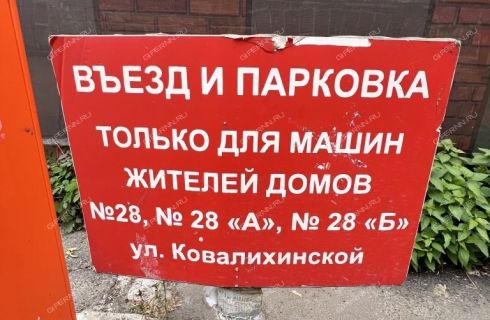 ВЪЕЗД И ПАРКОВКА
ТОЛЬКО ДЛЯ МАШИН
ЖИТЕЛЕЙ ДОМОВ
№28, № 28 «А», № 28 «Б»
ул. Ковалихинской